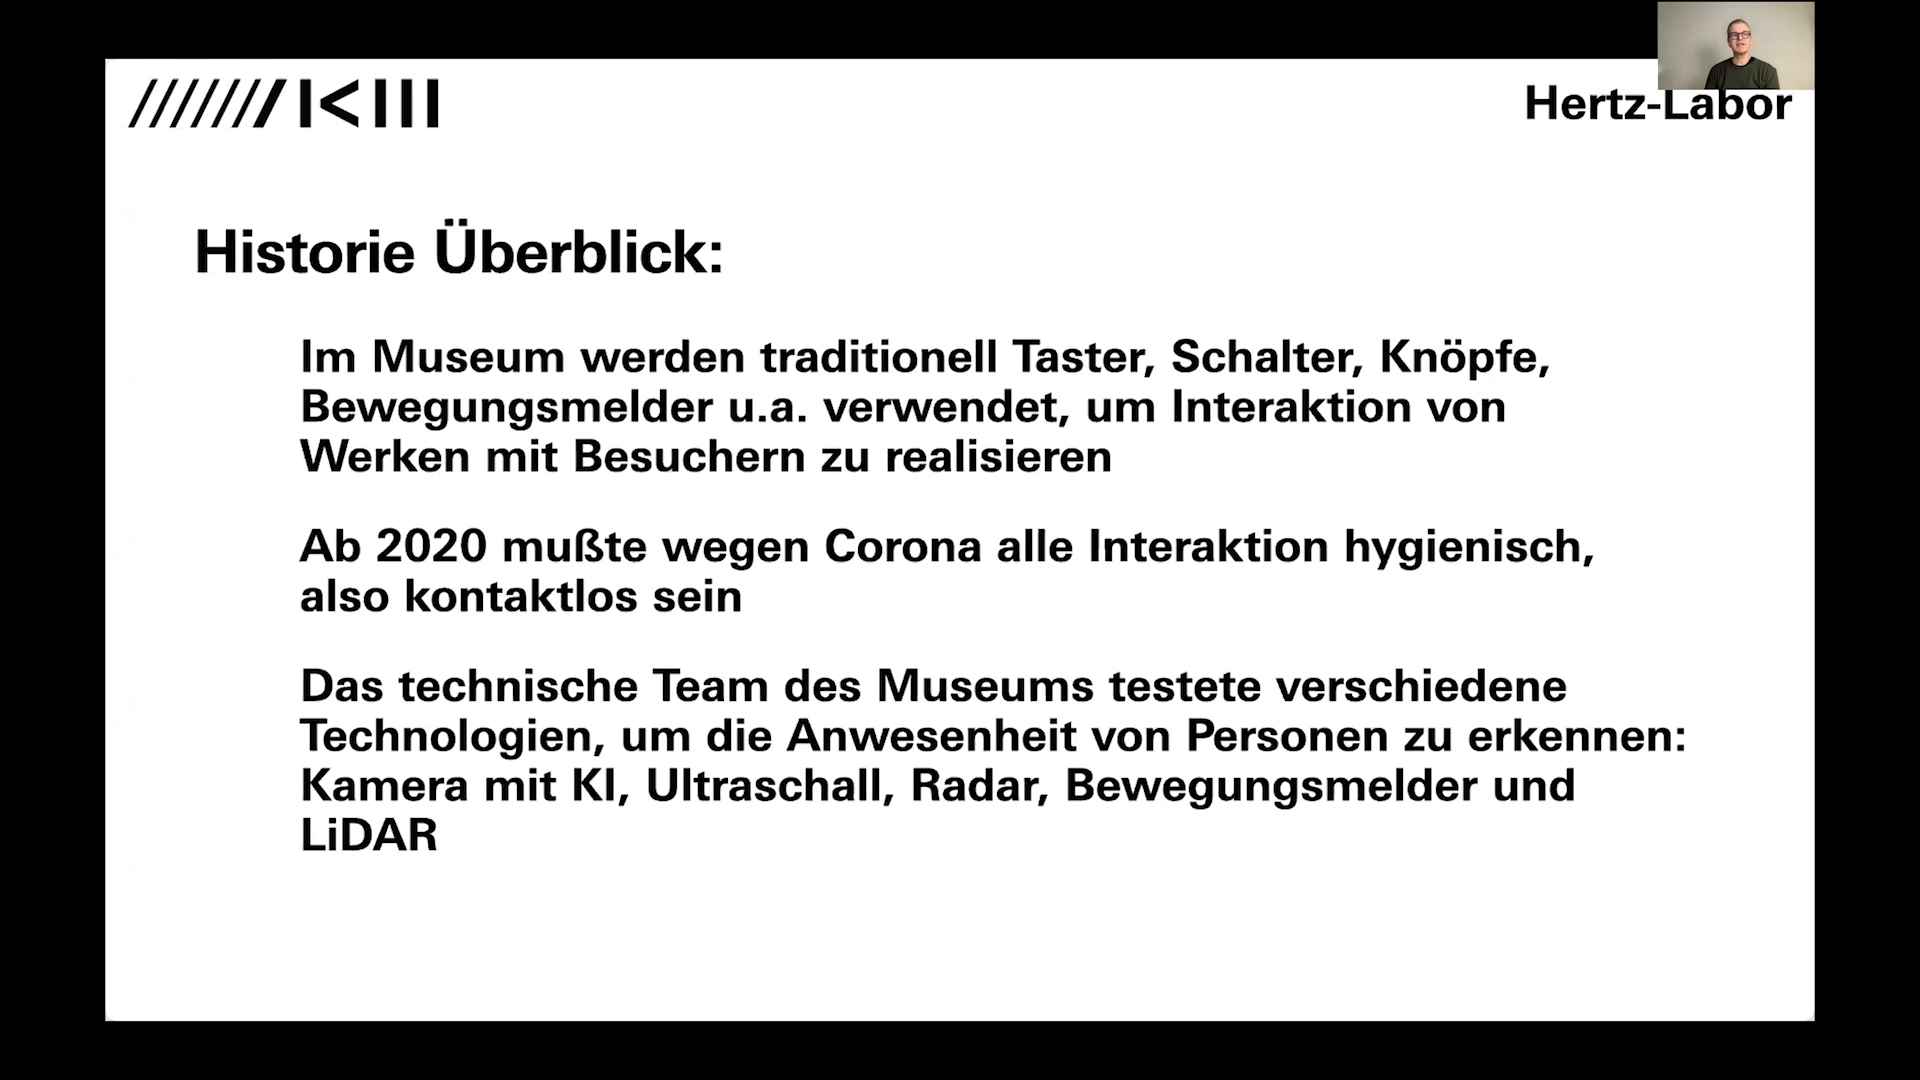 Hertz-Labor
Historie Überblick:
Im Museum werden traditionell Taster, Schalter, Knöpfe,
Bewegungsmelder u.a. verwendet, um Interaktion von
Werken mit Besuchern zu realisieren
Ab 2020 mußte wegen Corona alle Interaktion hygienisch,
also kontaktlos sein
Das technische Team des Museums testete verschiedene
Technologien, um die Anwesenheit von Personen zu erkennen:
Kamera mit KI, Ultraschall, Radar, Bewegungsmelder und
LiDAR